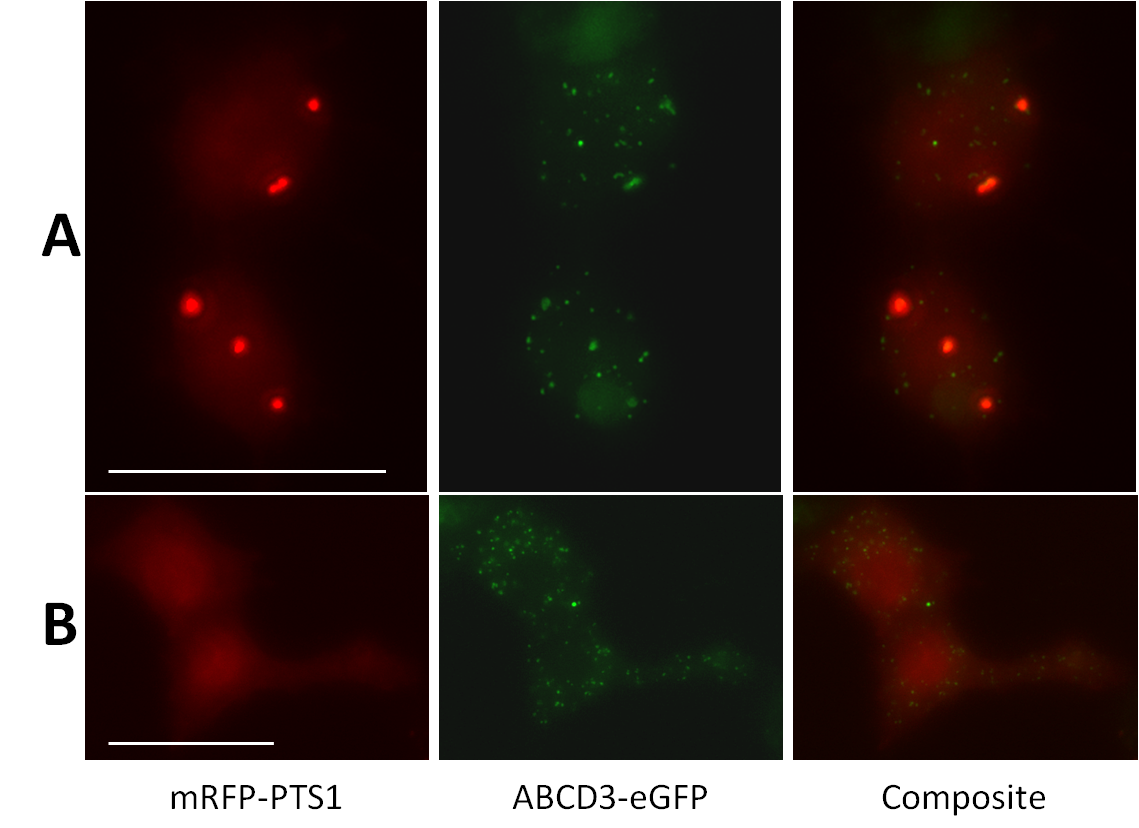 A
B
mRFP-PTS1
ABCD3-eGFP
Composite